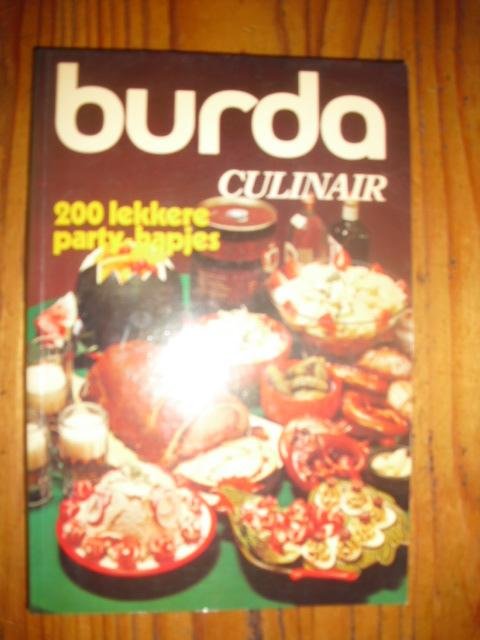 burda
CULINAIR
200 lekkere
party-hapjes